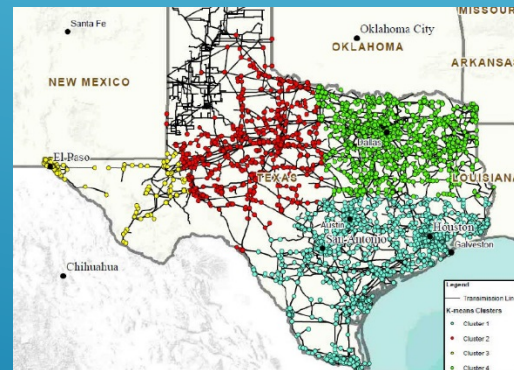 MISSOUR
Santa Fe
Oklahoma City
OKLAHOMA
ARKANSA
NEW MEXICO
Dallas
El-Paso
TEXAS
LOUISIANA
Austin
Houston
San-Antonio
Galveston
Chihuahua
Legend
Transmission Lin
K-means Clusters
Cluster 1
Cluster 2
Cluster 3
Cluster 4